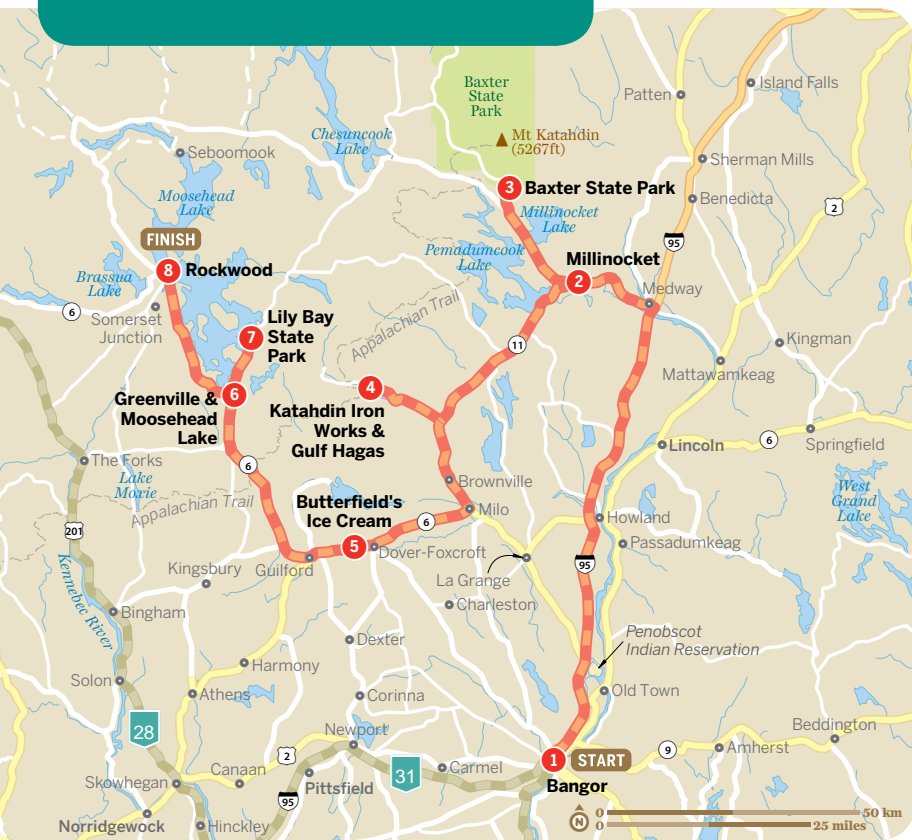 Baxter
State
Park
Mt Katahdin
(5267ft)
Patten
Island Falls
Chesuncook
Lake
Seboomook
Sherman Mills
Moosehead
Lake
3
Baxter State Park
Benedicta
2
Millinocket
Lake
FINISH
95
Pemadumcook
Lake
Millinocket
8
Rockwood
2
Brassua
Lake
Medway
6
Somerset
Junction
Lily Bay
State
Park
7
Appalachian Trail
11
Kingman
Mattawamkeag
4
6
Greenville &
Moosehead
Lake
Katahdin Iron
Works &
Gulf Hagas
Lincoln
6
Springfield
The Forks
6
Lake
Moxie
Brownville
West
Grand
Lake
Appalachian Trail
Butterfield's
Ice Cream
6
Milo
Howland
201
5
Dover-Foxcroft
Passadumkeag
Kennebec River
Kingsbury
Guilford
La Grange
95
Bingham
Charleston
Penobscot
Indian Reservation
Dexter
Harmony
Solon
Athens
Corinna
Old Town
28
Newport
Beddington
2
9
Amherst
Canaan
31
Carmel
1
START
Skowhegan
Pittsfield
Bangor
95
Norridgewock
Hinckley
N
0
50 km
0
25 miles